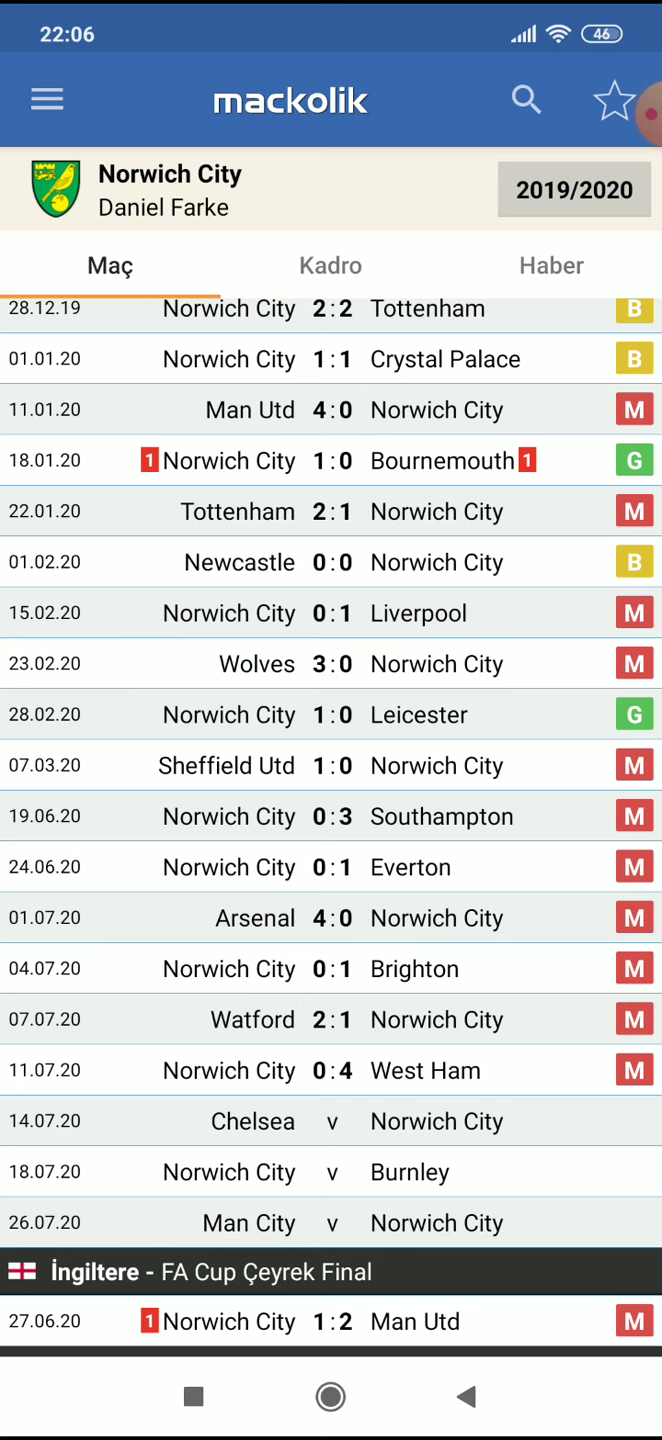 22:06 46
mackolik
Norwich City
Daniel Farke
2019/2020
Maç Kadro Haber
28.12.19 Norwich City 2:2 Tottenham B
01.01.20 Norwich City 1:1 Crystal Palace B
11.01.20 Man Utd 4:0 Norwich City M
18.01.20 1 Norwich City 1:0 Bournemouth 1 G
22.01.20 Tottenham 2:1 Norwich City M
01.02.20 Newcastle 0:0 Norwich City B
15.02.20 Norwich City 0:1 Liverpool M
23.02.20 Wolves 3:0 Norwich City M
28.02.20 Norwich City 1:0 Leicester G
07.03.20 Sheffield Utd 1:0 Norwich City M
19.06.20 Norwich City 0:3 Southampton M
24.06.20 Norwich City 0:1 Everton M
01.07.20 Arsenal 4:0 Norwich City M
04.07.20 Norwich City 0:1 Brighton M
07.07.20 Watford 2:1 Norwich City M
11.07.20 Norwich City 0:4 West Ham M
14.07.20 Chelsea v Norwich City
18.07.20 Norwich City v Burnley
26.07.20 Man City v Norwich City
İngiltere - FA Cup Çeyrek Final
27.06.20 1 Norwich City 1:2 Man Utd M